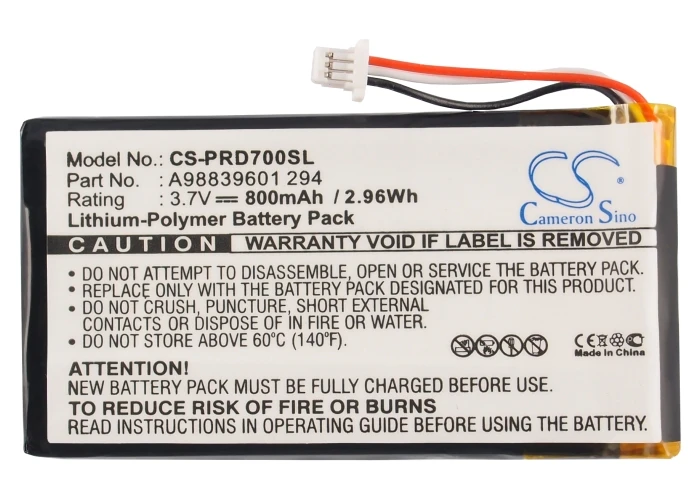 Model No.: CS-PRD700SL
Part No. : A98839601 294
Rating : 3.7V 800mAh / 2.96Wh
Lithium-Polymer Battery Pack
Cameron Sino
CAUTION WARRANTY VOID IF LABEL REMOVED
• DO NOT ATTEMPT TO DISASSEMBLE, OPEN OR SERVICE THE BATTERY PACK.
• REPLACE ONLY WITH THE BATTERY PACK DESIGNATED FOR THIS PRODUCT.
• DO NOT CRUSH, PUNCTURE, SHORT EXTERNAL
CONTACTS OR DISPOSE OF IN FIRE OR WATER.
• DO NOT STORE ABOVE 60°C (140°F).
CE
Made in China
ATTENTION:
NEW BATTERY PACK MUST BE FULLY CHARGED BEFORE USE.
TO REDUCE RISK OF FIRE OR BURNS
READ OPERATING GUIDE BEFORE USING THE BATTERY.